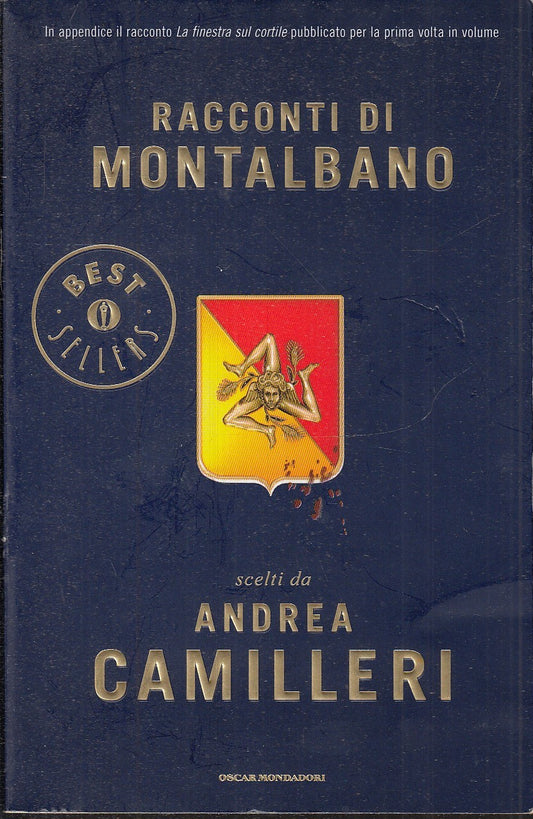 In appendice il racconto La finestra sul cortile pubblicato per la prima volta in volume
RACCONTI DI
MONTALBANO
BEST
SELLERS
scelti da
ANDREA
CAMILLERI
OSCAR MONDADORI